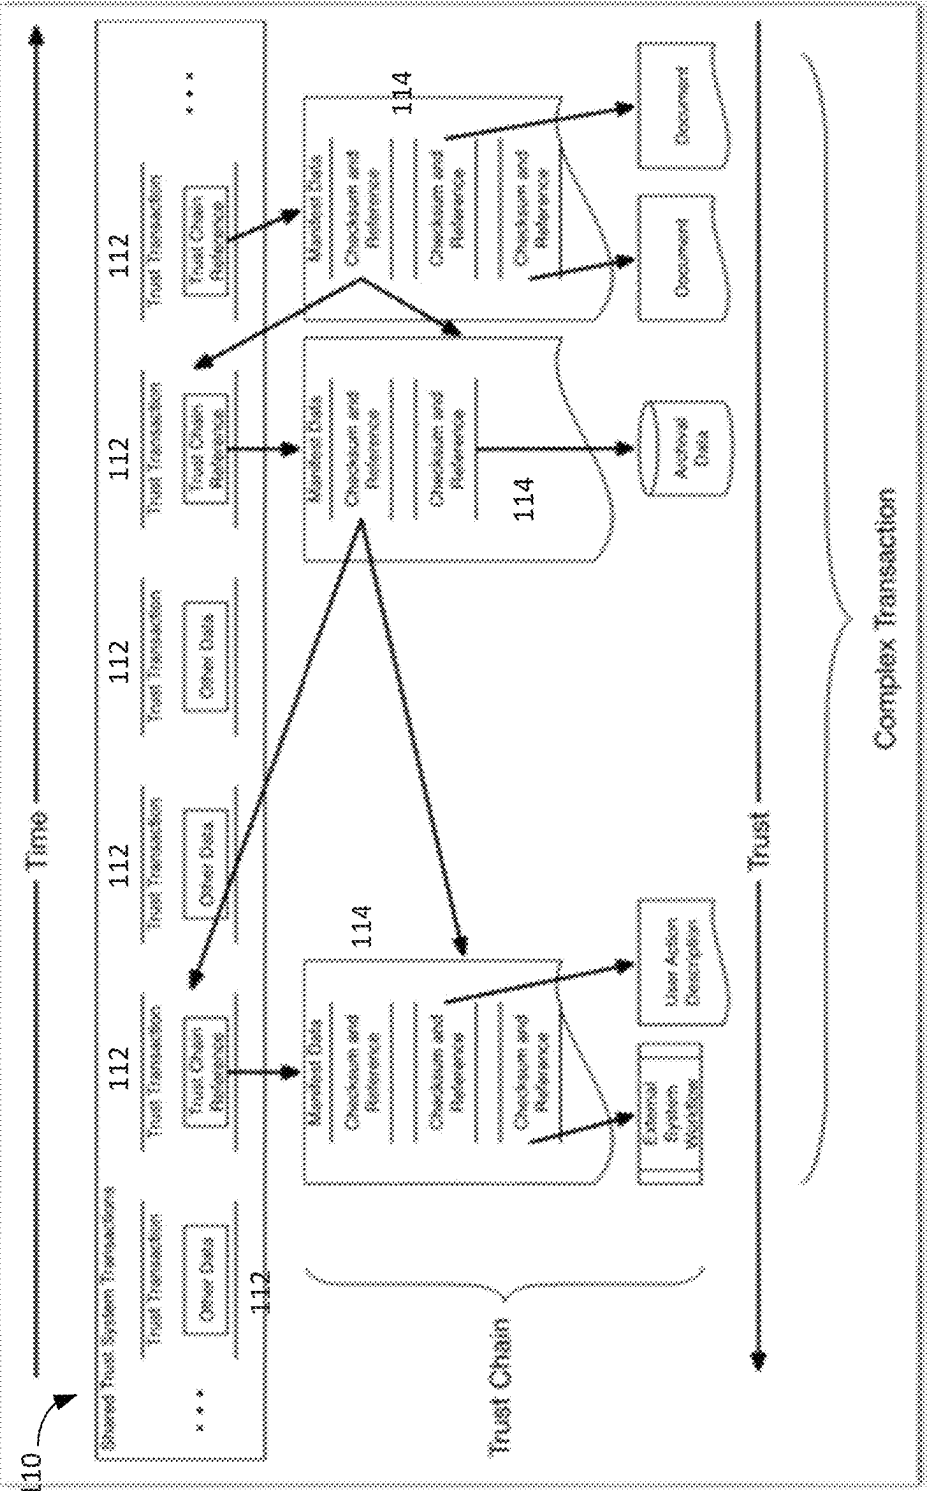 110
Time
Shared Trust System Transactions
Trust Transaction
Other Data
112
112
Trust Transaction
Trust Chain
Reference
112
Trust Transaction
Other Data
112
Trust Transaction
Other Data
112
Trust Transaction
Trust Chain
Reference
112
Trust Transaction
Trust Chain
Reference
Trust Chain
114
Manifest Data
Checksum and
Reference
Checksum and
Reference
Checksum and
Reference
Manifest Data
Checksum and
Reference
Checksum and
Reference
114
114
Manifest Data
Checksum and
Reference
Checksum and
Reference
Checksum and
Reference
External
System
Workflow
User Action
Description
Additional
Data
Document
Document
Trust
Complex Transaction